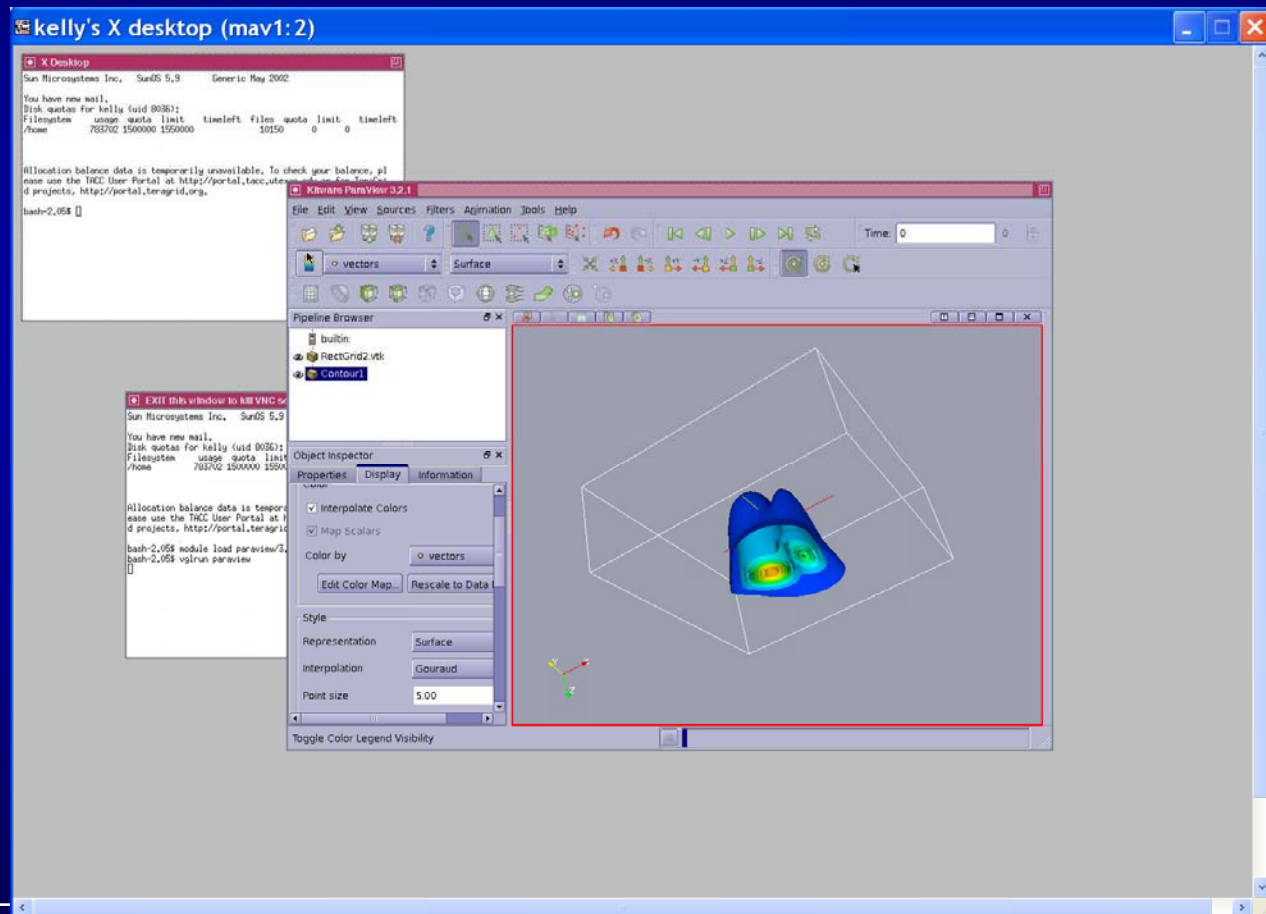 kelly's X desktop (mav1:2)
X Desktop
Sun Microsystems Inc. SunOS 5.9 Generic May 2002
You have new mail.
Disk quotas for kelly (uid 8036):
Filesystem usage quota limit timeleft files quota limit timeleft
/home 783702 1500000 1550000 10150 0 0
Allocation balance data is temporarily unavailable. To check your balance, pl
ease use the TACC User Portal at http://portal.tacc.utexas.edu or for TeraGri
d projects, http://portal.teragrid.org.
bash-2.05$
EXIT this window to kill VNC se
Sun Microsystems Inc. SunOS 5.9
You have new mail.
Disk quotas for kelly (uid 8036):
Filesystem usage quota limit
/home 783702 1500000 1550
Allocation balance data is tempora
ease use the TACC User Portal at h
d projects, http://portal.teragric
bash-2.05$ module load paraview/3.
bash-2.05$ vglrun paraview
Kitware ParaView 3.2.1
File Edit View Sources Filters Animation Tools Help
Time: 0 0
vectors Surface
Pipeline Browser
builtin:
RectGrid2.vtk
Contour1
Object Inspector
Properties Display Information
Color
Interpolate Colors
Map Scalars
Color by vectors
Edit Color Map... Rescale to Data
Style
Representation Surface
Interpolation Gouraud
Point size 5.00
Toggle Color Legend Visibility